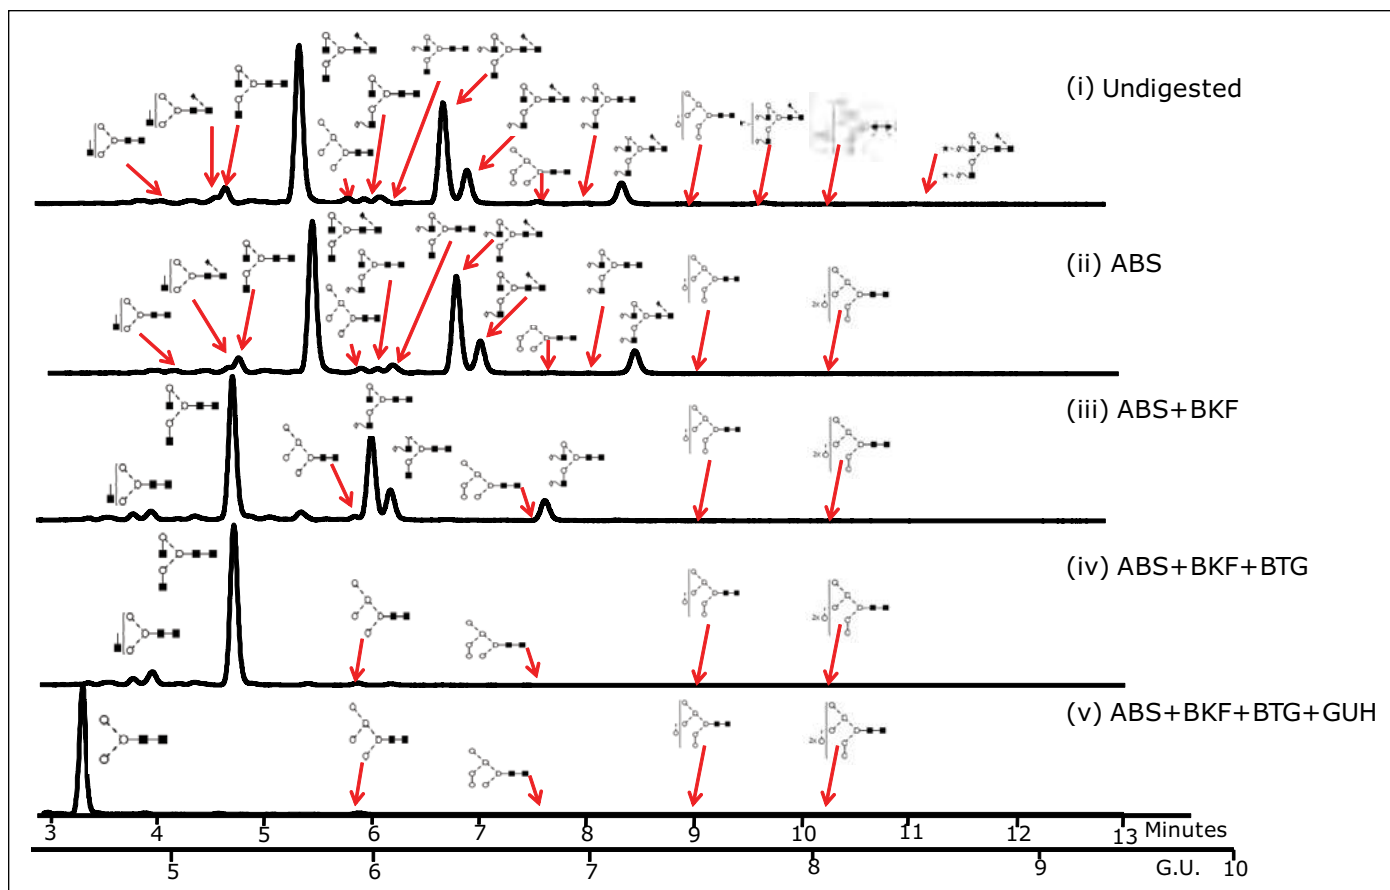 (i) Undigested
(ii) ABS
(iii) ABS+BKF
(iv) ABS+BKF+BTG
(v) ABS+BKF+BTG+GUH
3 4 5 6 7 8 9 10 11 12 13 Minutes
5 6 7 8 9 G.U. 10